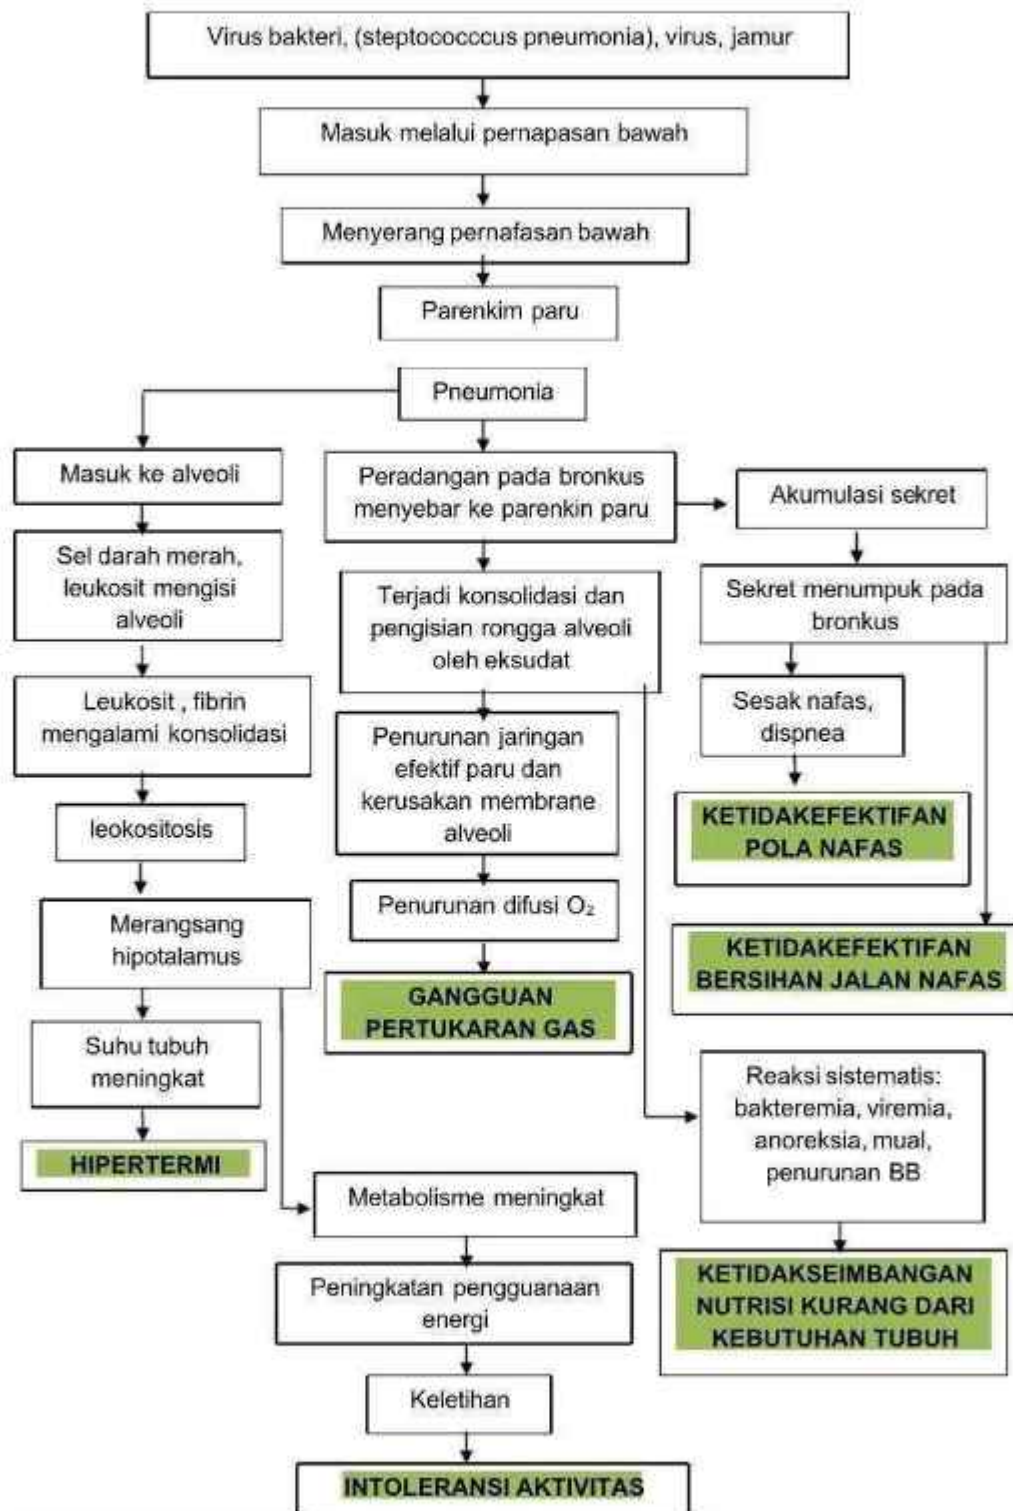 Virus bakteri, (steptococccus pneumonia), virus, jamur
Masuk melalui pernapasan bawah
Menyerang pernafasan bawah
Parenkim paru
Pneumonia
Masuk ke alveoli
Sel darah merah,
leukosit mengisi
alveoli
Leukosit , fibrin
mengalami konsolidasi
leokositosis
Merangsang
hipotalamus
Suhu tubuh
meningkat
HIPERTERMI
Peradangan pada bronkus
menyebar ke parenkin paru
Terjadi konsolidasi dan
pengisian rongga alveoli
oleh eksudat
Penurunan jaringan
efektif paru dan
kerusakan membrane
alveoli
Penurunan difusi O₂
GANGGUAN
PERTUKARAN GAS
Akumulasi sekret
Sekret menumpuk pada
bronkus
Sesak nafas,
dispnea
KETIDAKEFEKTIFAN
POLA NAFAS
KETIDAKEFEKTIFAN
BERSIHAN JALAN NAFAS
Reaksi sistematis:
bakteremia, viremia,
anoreksia, mual,
penurunan BB
KETIDAKSEIMBANGAN
NUTRISI KURANG DARI
KEBUTUHAN TUBUH
Metabolisme meningkat
Peningkatan pengguanaan
energi
Keletihan
INTOLERANSI AKTIVITAS